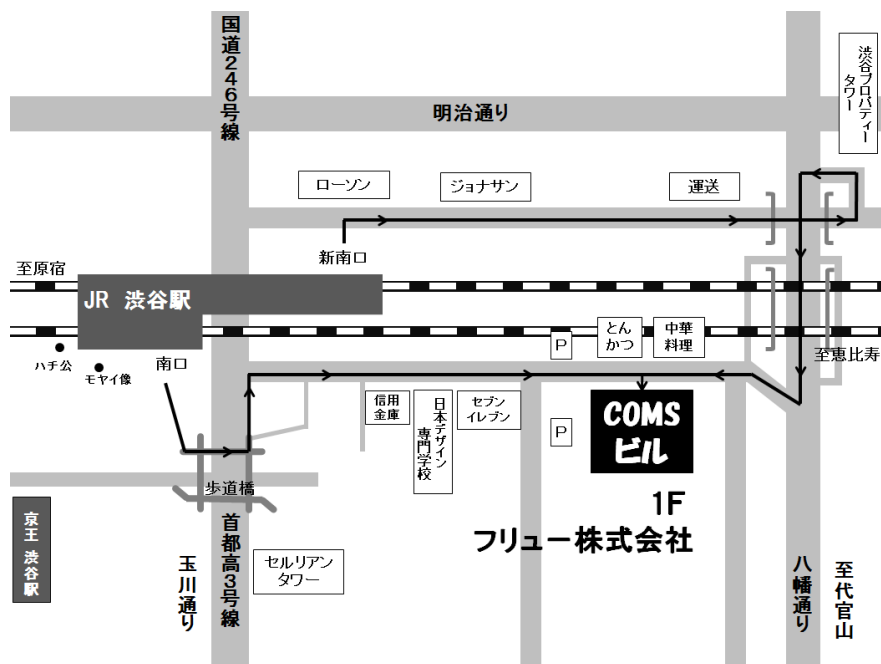 国道246号線
渋谷プロパティー
タワー
明治通り
ローソン
ジョナサン
運送
新南口
至原宿
JR 渋谷駅
とん
かつ
中華
料理
P
至恵比寿
ハチ公
モヤイ像
南口
信用
金庫
日本デザイン
専門学校
セブン
イレブン
P
COMS
ビル
歩道橋
1F
フリュー株式会社
京王 渋谷駅
玉川通り
首都高3号線
セルリアン
タワー
八幡通り
至代官山